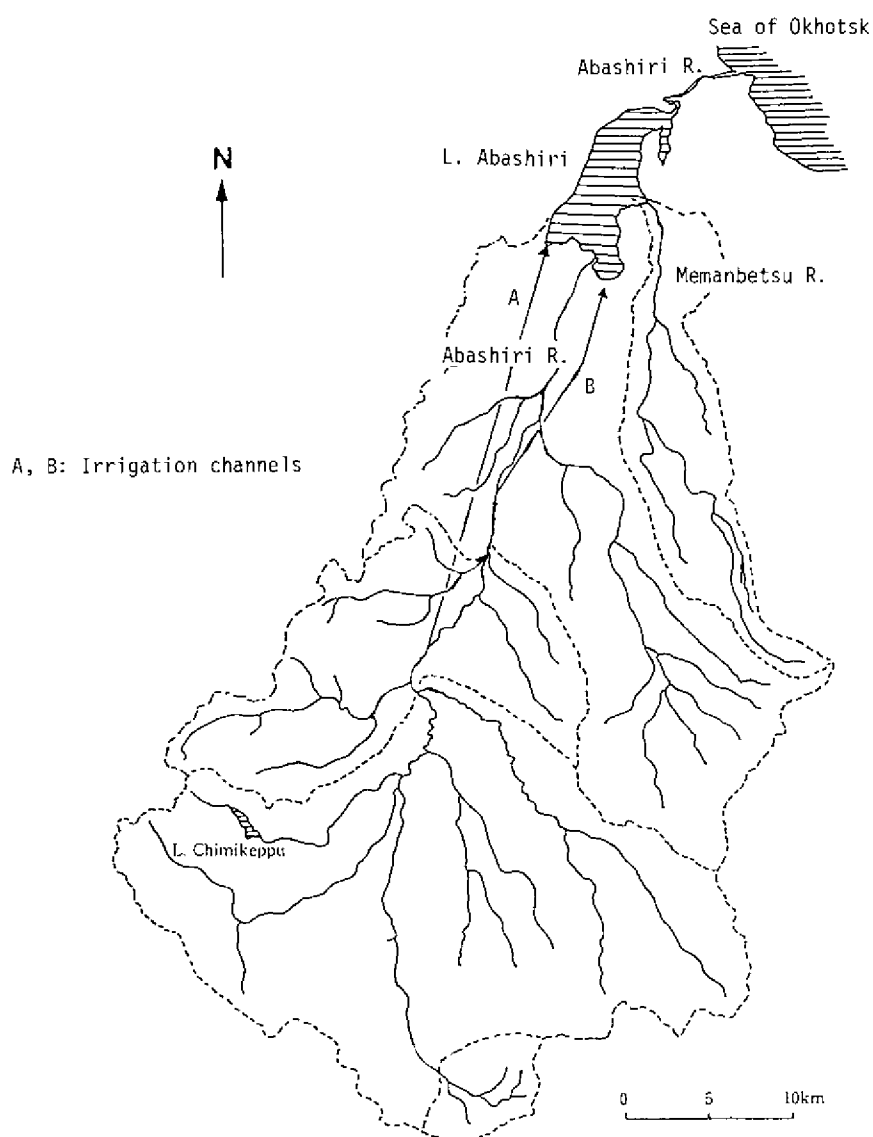 Sea of Okhotsk
Abashiri R.
N
L. Abashiri
Memanbetsu R.
A
Abashiri R.
B
A, B: Irrigation channels
L. Chimikeppu
0 5 10km